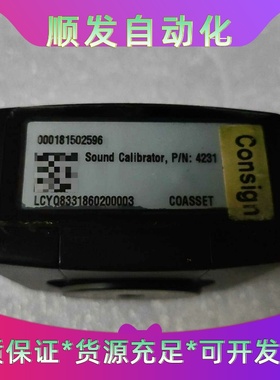 顺发自动化
000181502596
Sound Calibrator, P/N: 4231
LCY08331860200003 COASSET
Consign
质保证*货源充足*可开发